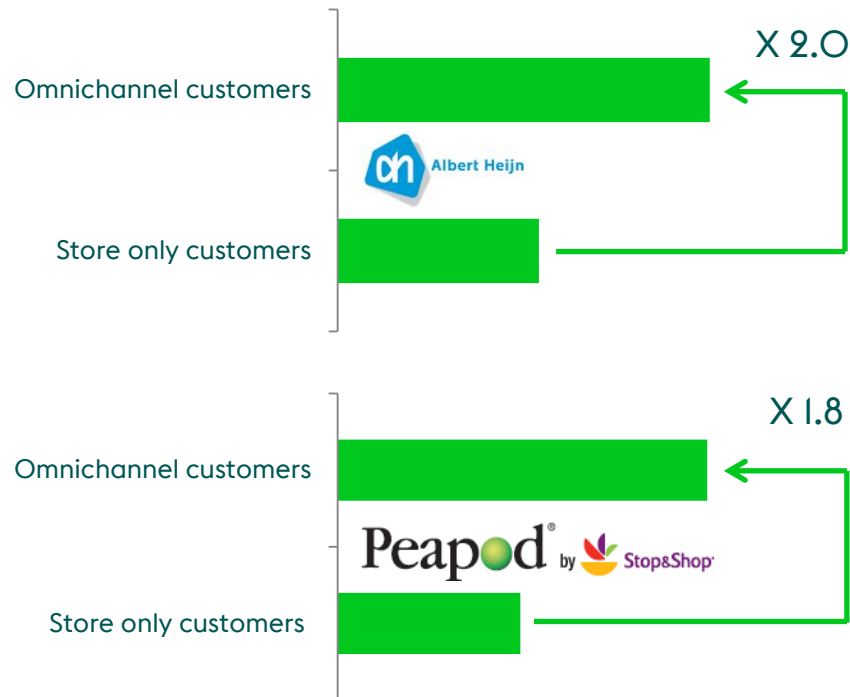 X 2.0
Omnichannel customers
ah Albert Heijn
Store only customers
X 1.8
Omnichannel customers
Peapod® by Stop&Shop·
Store only customers